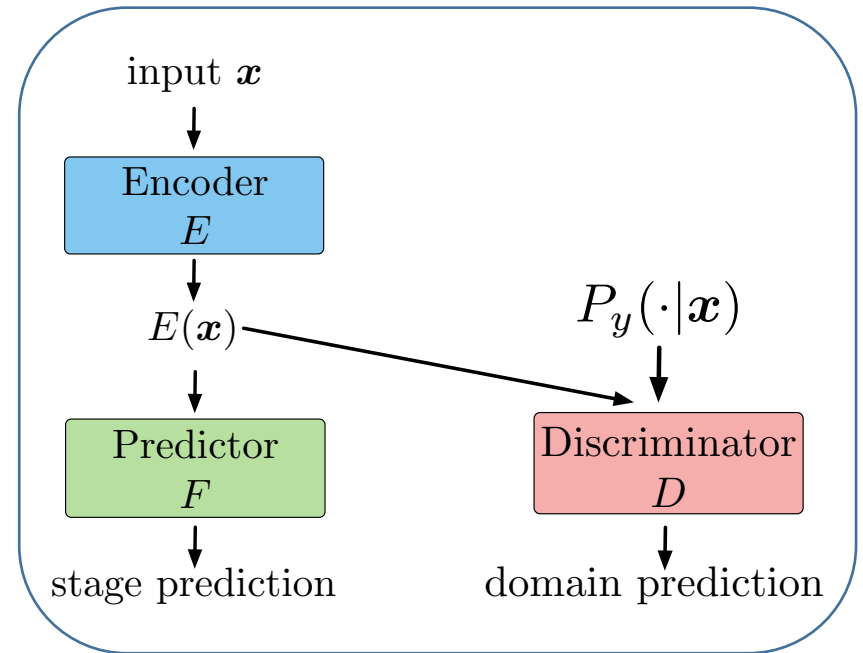 input x
Encoder
E
E(x)
P_y(·|x)
Predictor
F
Discriminator
D
stage prediction
domain prediction